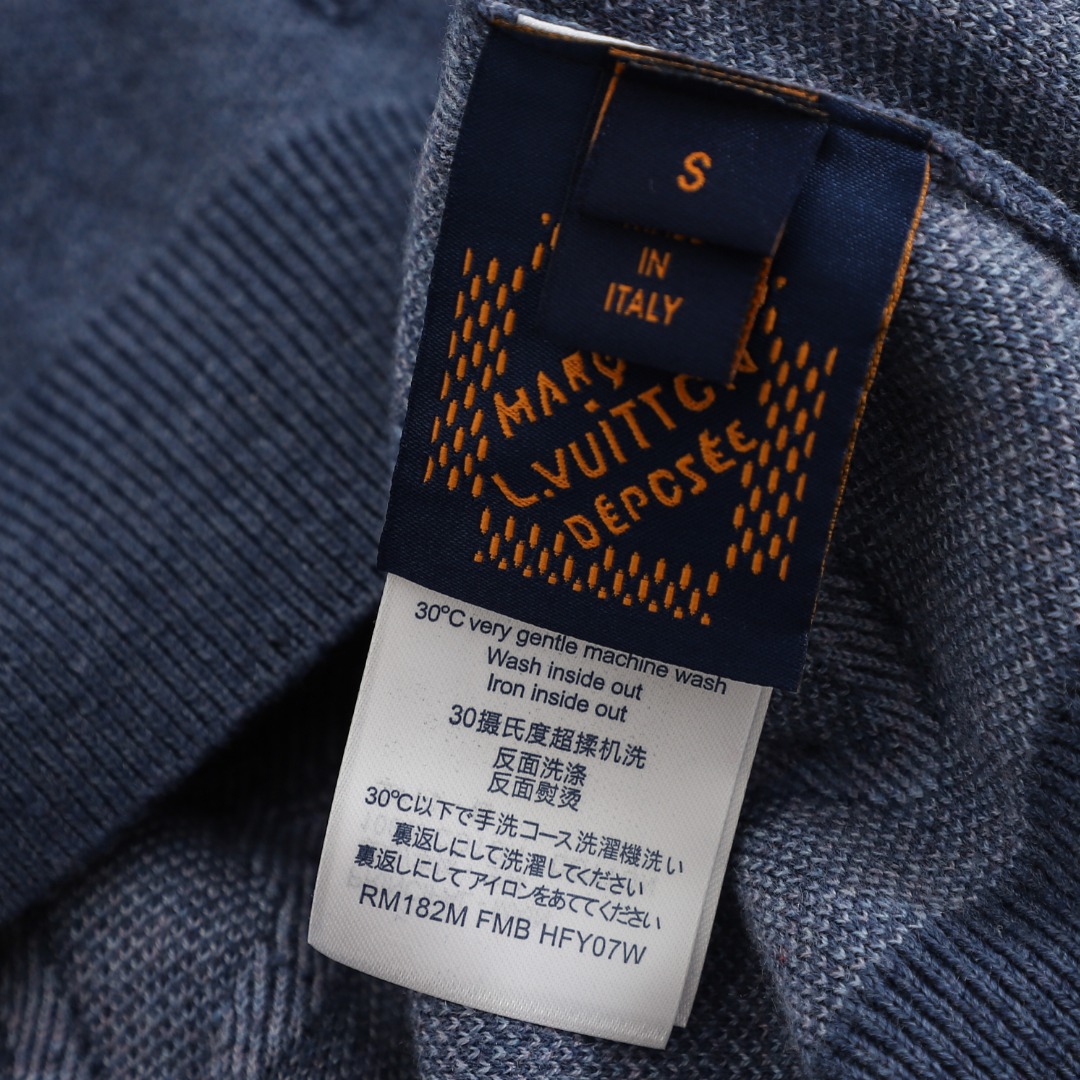 S
IN
ITALY
L.VUITTON
DÉPOSÉE
30°C very gentle machine wash
Wash inside out
Iron inside out
30摄氏度超揉机洗
反面洗涤
反面熨烫
30℃以下で手洗コース洗濯機洗い
裏返しにして洗濯してください
裏返しにしてアイロンをあててください
RM182M FMB HFY07W